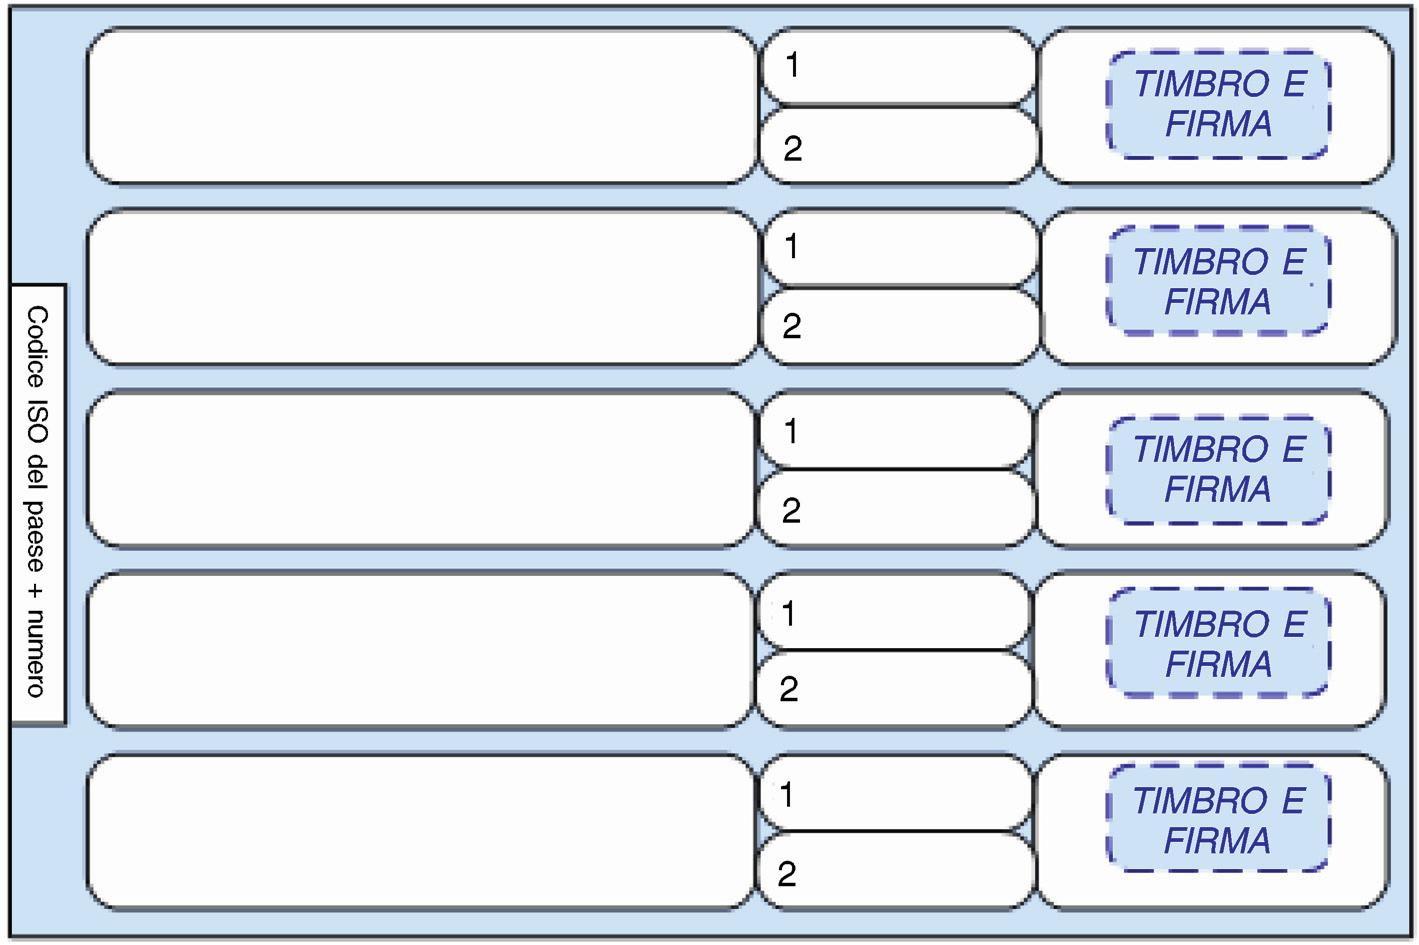 1
2
TIMBRO E
FIRMA
1
2
TIMBRO E
FIRMA
Codice ISO del paese + numero
1
2
TIMBRO E
FIRMA
1
2
TIMBRO E
FIRMA
1
2
TIMBRO E
FIRMA